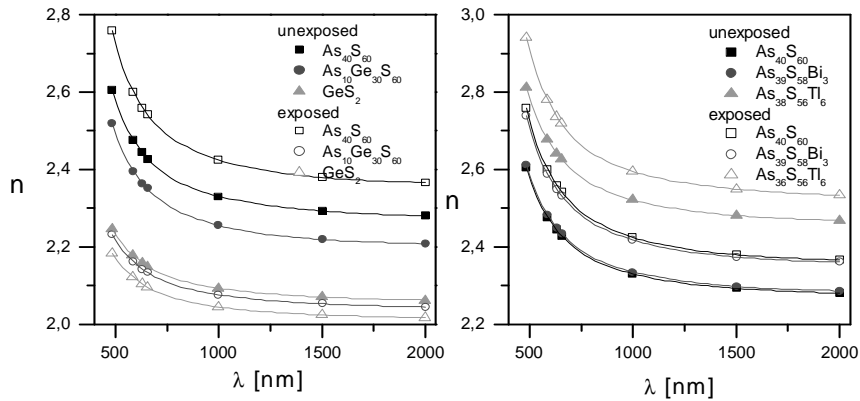 2,8
2,6
2,4
2,2
2,0
n
500
1000
1500
2000
λ [nm]
unexposed
As₄₀S₆₀
As₁₀Ge₃₀S₆₀
GeS₂
exposed
As₄₀S₆₀
As₁₀Ge₃₀S₆₀
GeS₂
3,0
2,8
2,6
2,4
2,2
n
500
1000
1500
2000
λ [nm]
unexposed
As₄₀S₆₀
As₃₉S₅₈Bi₃
As₃₈S₅₆Tl₆
exposed
As₄₀S₆₀
As₃₉S₅₈Bi₃
As₃₆S₅₆Tl₆